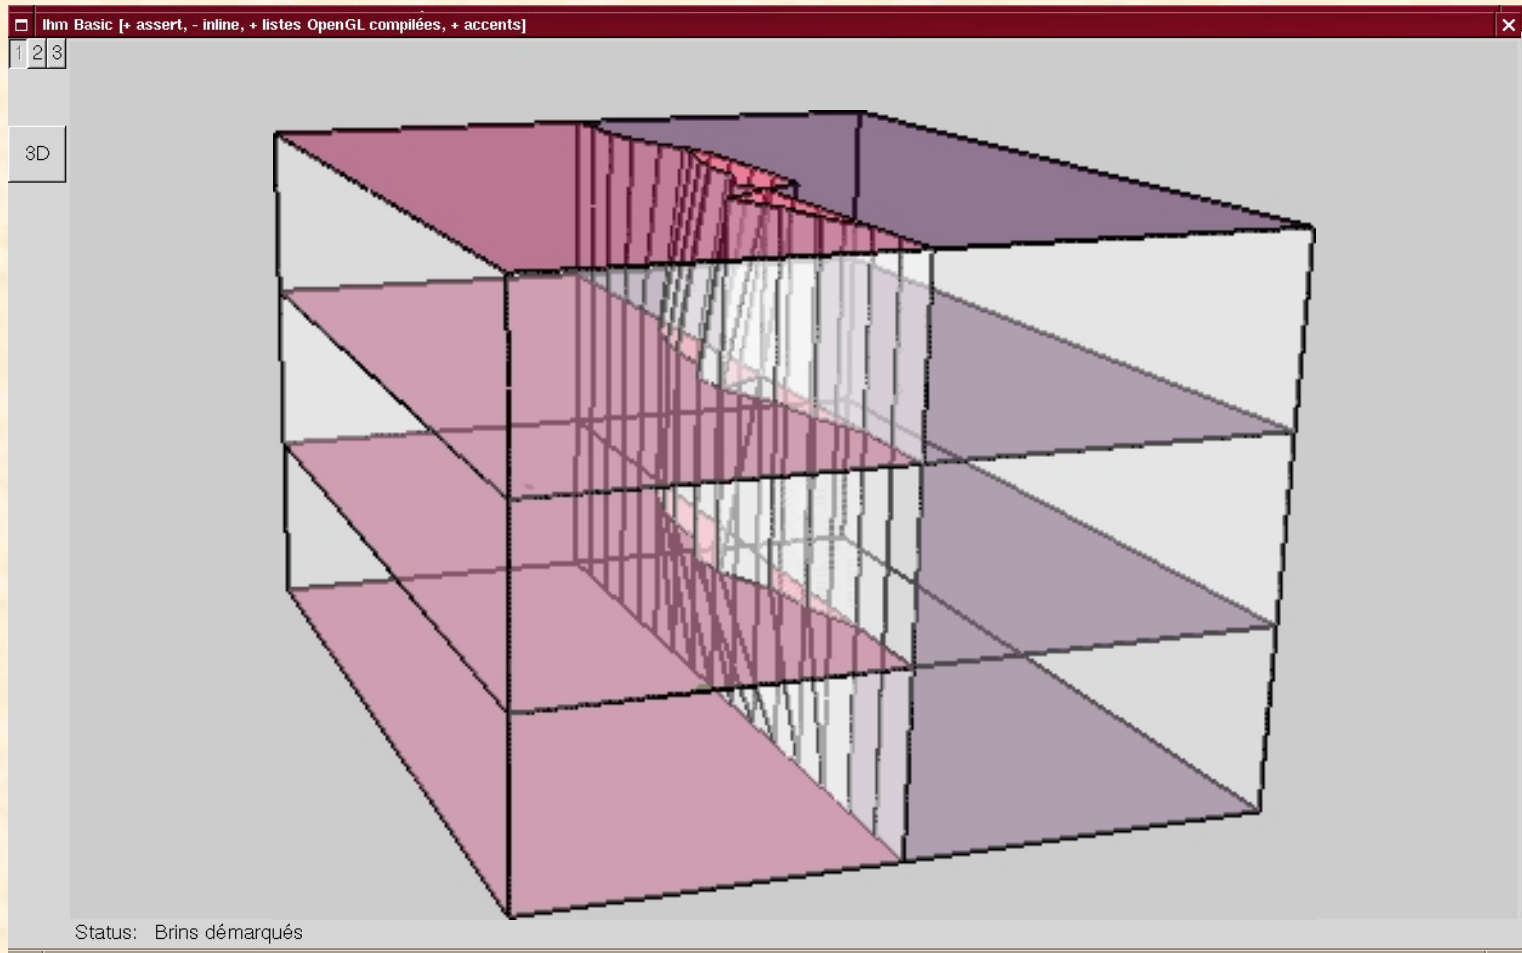 Ihm Basic [+ assert, - inline, + listes OpenGL compilées, + accents]
1 2 3
3D
Status: Brins démarqués